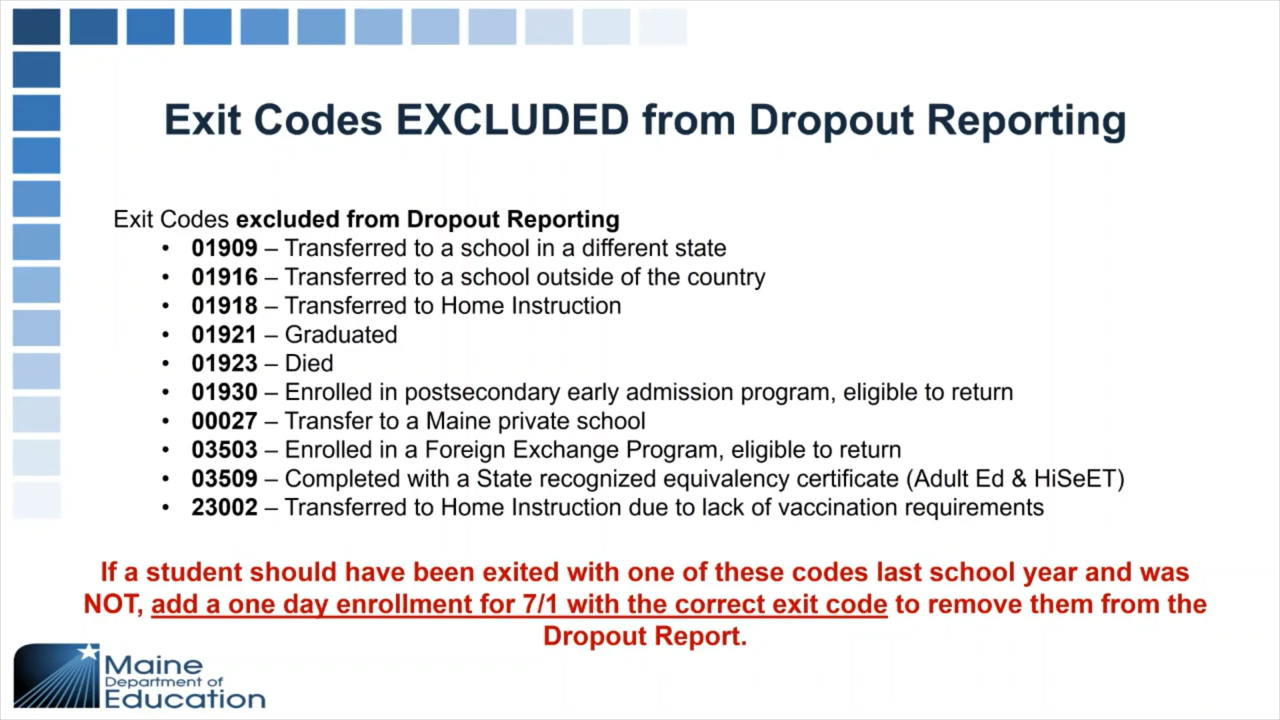 Exit Codes EXCLUDED from Dropout Reporting
Exit Codes excluded from Dropout Reporting
• 01909 – Transferred to a school in a different state
• 01916 – Transferred to a school outside of the country
• 01918 – Transferred to Home Instruction
• 01921 – Graduated
• 01923 – Died
• 01930 – Enrolled in postsecondary early admission program, eligible to return
• 00027 – Transfer to a Maine private school
• 03503 – Enrolled in a Foreign Exchange Program, eligible to return
• 03509 – Completed with a State recognized equivalency certificate (Adult Ed & HiSeET)
• 23002 – Transferred to Home Instruction due to lack of vaccination requirements
If a student should have been exited with one of these codes last school year and was
NOT, add a one day enrollment for 7/1 with the correct exit code to remove them from the
Dropout Report.
Maine
Department of
Education